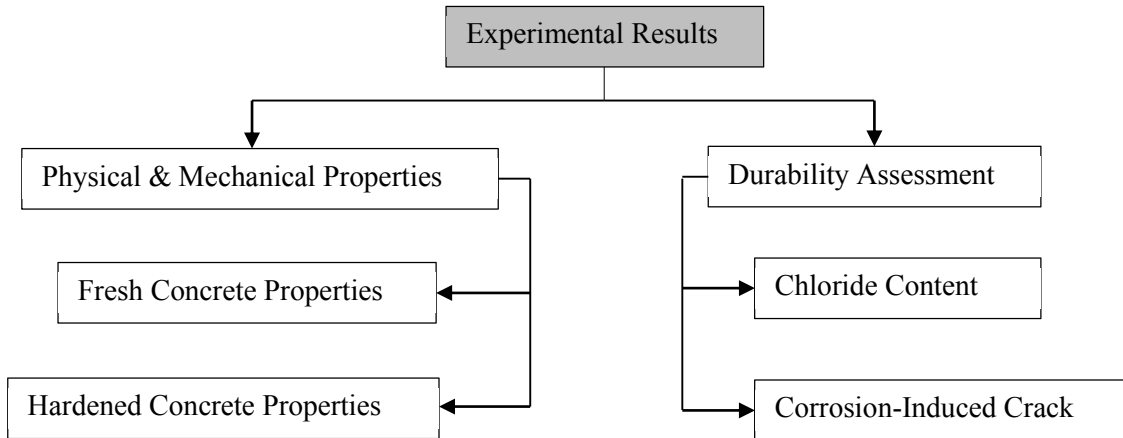 Experimental Results
Physical & Mechanical Properties
Durability Assessment
Fresh Concrete Properties
Chloride Content
Hardened Concrete Properties
Corrosion-Induced Crack